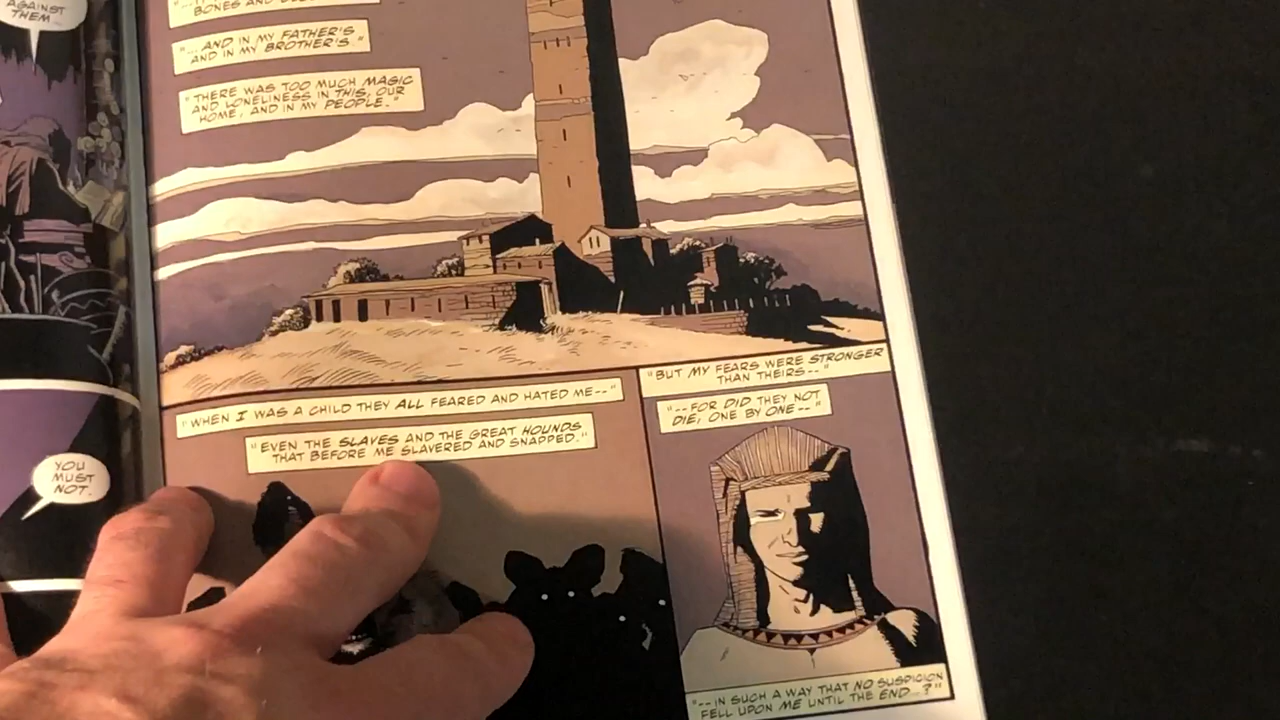 AGAINST
THEM...
YOU
MUST
NOT.
BONES AND
"... AND IN MY FATHER'S
AND IN MY BROTHER'S."
"THERE WAS TOO MUCH MAGIC
AND LONELINESS IN THIS, OUR
HOME, AND IN MY PEOPLE."
"WHEN I WAS A CHILD THEY ALL FEARED AND HATED ME--"
"EVEN THE SLAVES AND THE GREAT HOUNDS
THAT BEFORE ME SLAVERED AND SNAPPED."
"BUT MY FEARS WERE STRONGER
THAN THEIRS--"
"--FOR DID THEY NOT
DIE, ONE BY ONE--"
"--IN SUCH A WAY THAT NO SUSPICION
FELL UPON ME UNTIL THE END...?"